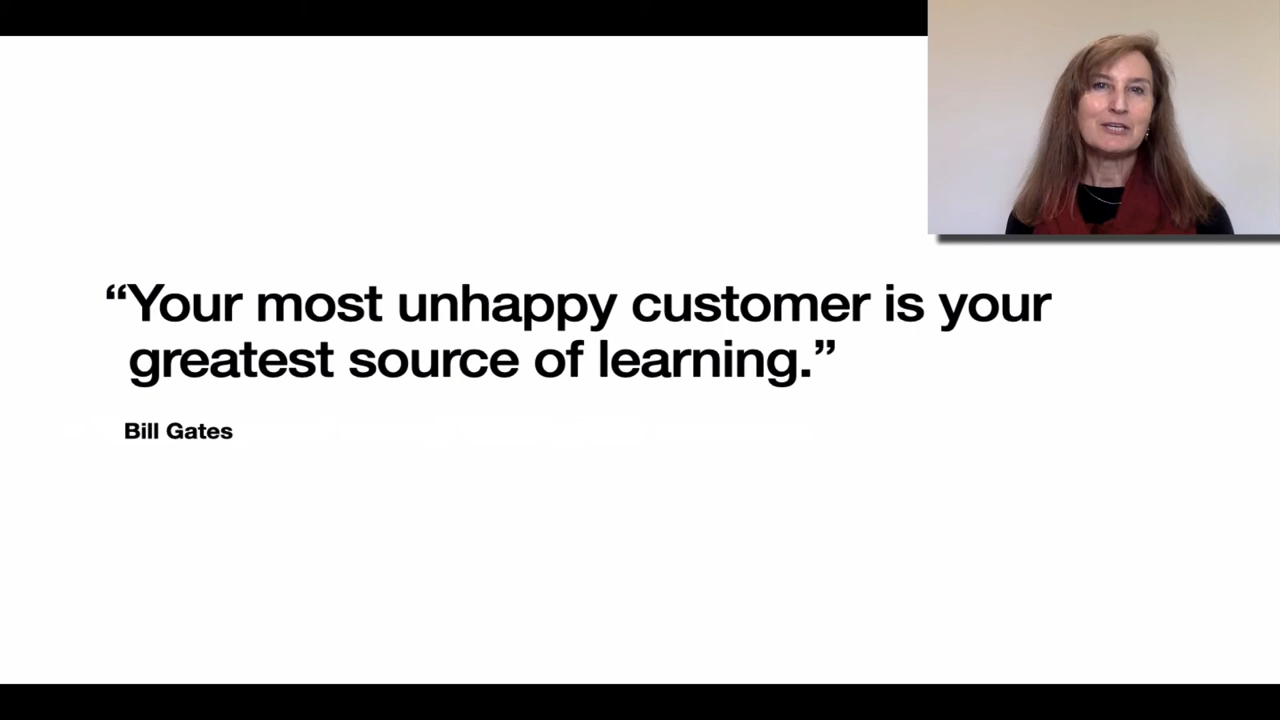 “Your most unhappy customer is your
greatest source of learning.”
Bill Gates